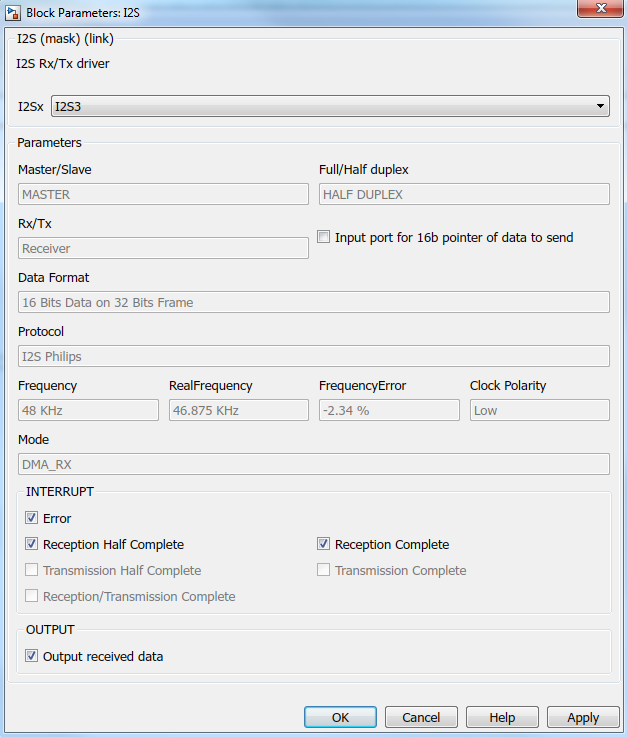 Block Parameters: I2S
I2S (mask) (link)
I2S Rx/Tx driver
I2Sx I2S3
Parameters
Master/Slave Full/Half duplex
MASTER HALF DUPLEX
Rx/Tx
Input port for 16b pointer of data to send
Receiver
Data Format
16 Bits Data on 32 Bits Frame
Protocol
I2S Philips
Frequency RealFrequency FrequencyError Clock Polarity
48 KHz 46.875 KHz -2.34 % Low
Mode
DMA_RX
INTERRUPT
Error
Reception Half Complete Reception Complete
Transmission Half Complete Transmission Complete
Reception/Transmission Complete
OUTPUT
Output received data
OK Cancel Help Apply